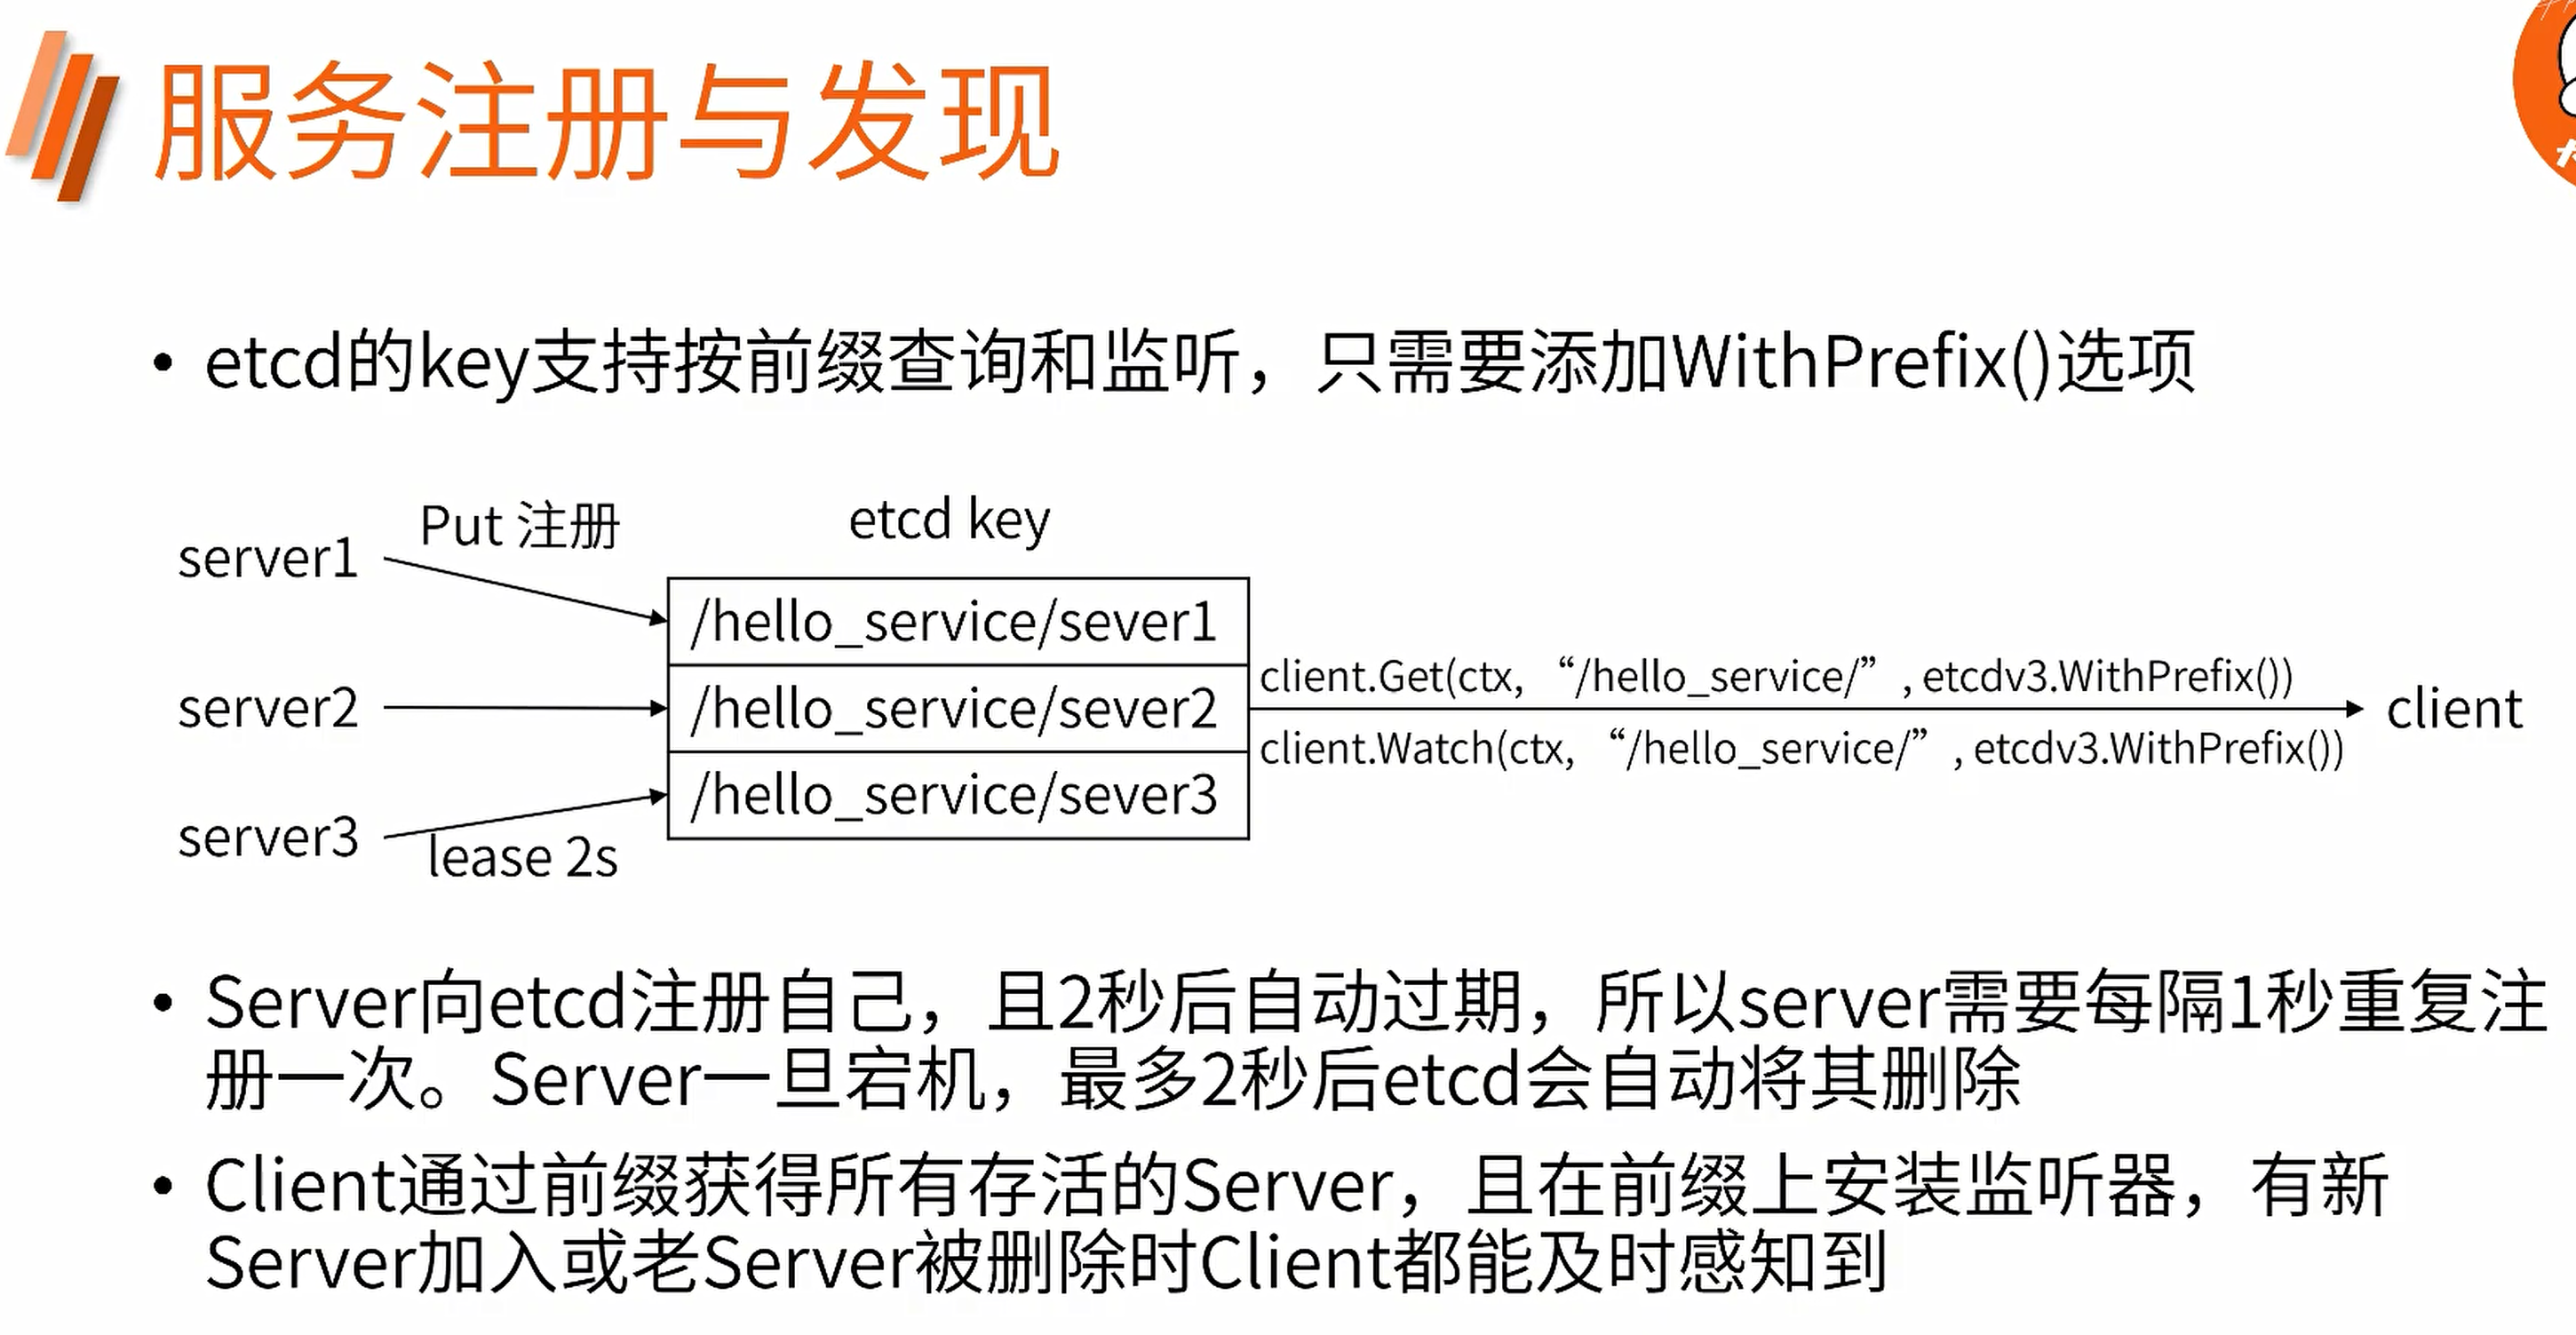 服务注册与发现
• etcd的key支持按前缀查询和监听，只需要添加WithPrefix()选项
Put 注册
etcd key
server1
/hello_service/sever1
server2
/hello_service/sever2
client.Get(ctx, “/hello_service/” , etcdv3.WithPrefix())
client.Watch(ctx, “/hello_service/” , etcdv3.WithPrefix())
client
server3
/hello_service/sever3
lease 2s
• Server向etcd注册自己，且2秒后自动过期，所以server需要每隔1秒重复注
册一次。Server一旦宕机，最多2秒后etcd会自动将其删除
• Client通过前缀获得所有存活的Server，且在前缀上安装监听器，有新
Server加入或老Server被删除时Client都能及时感知到